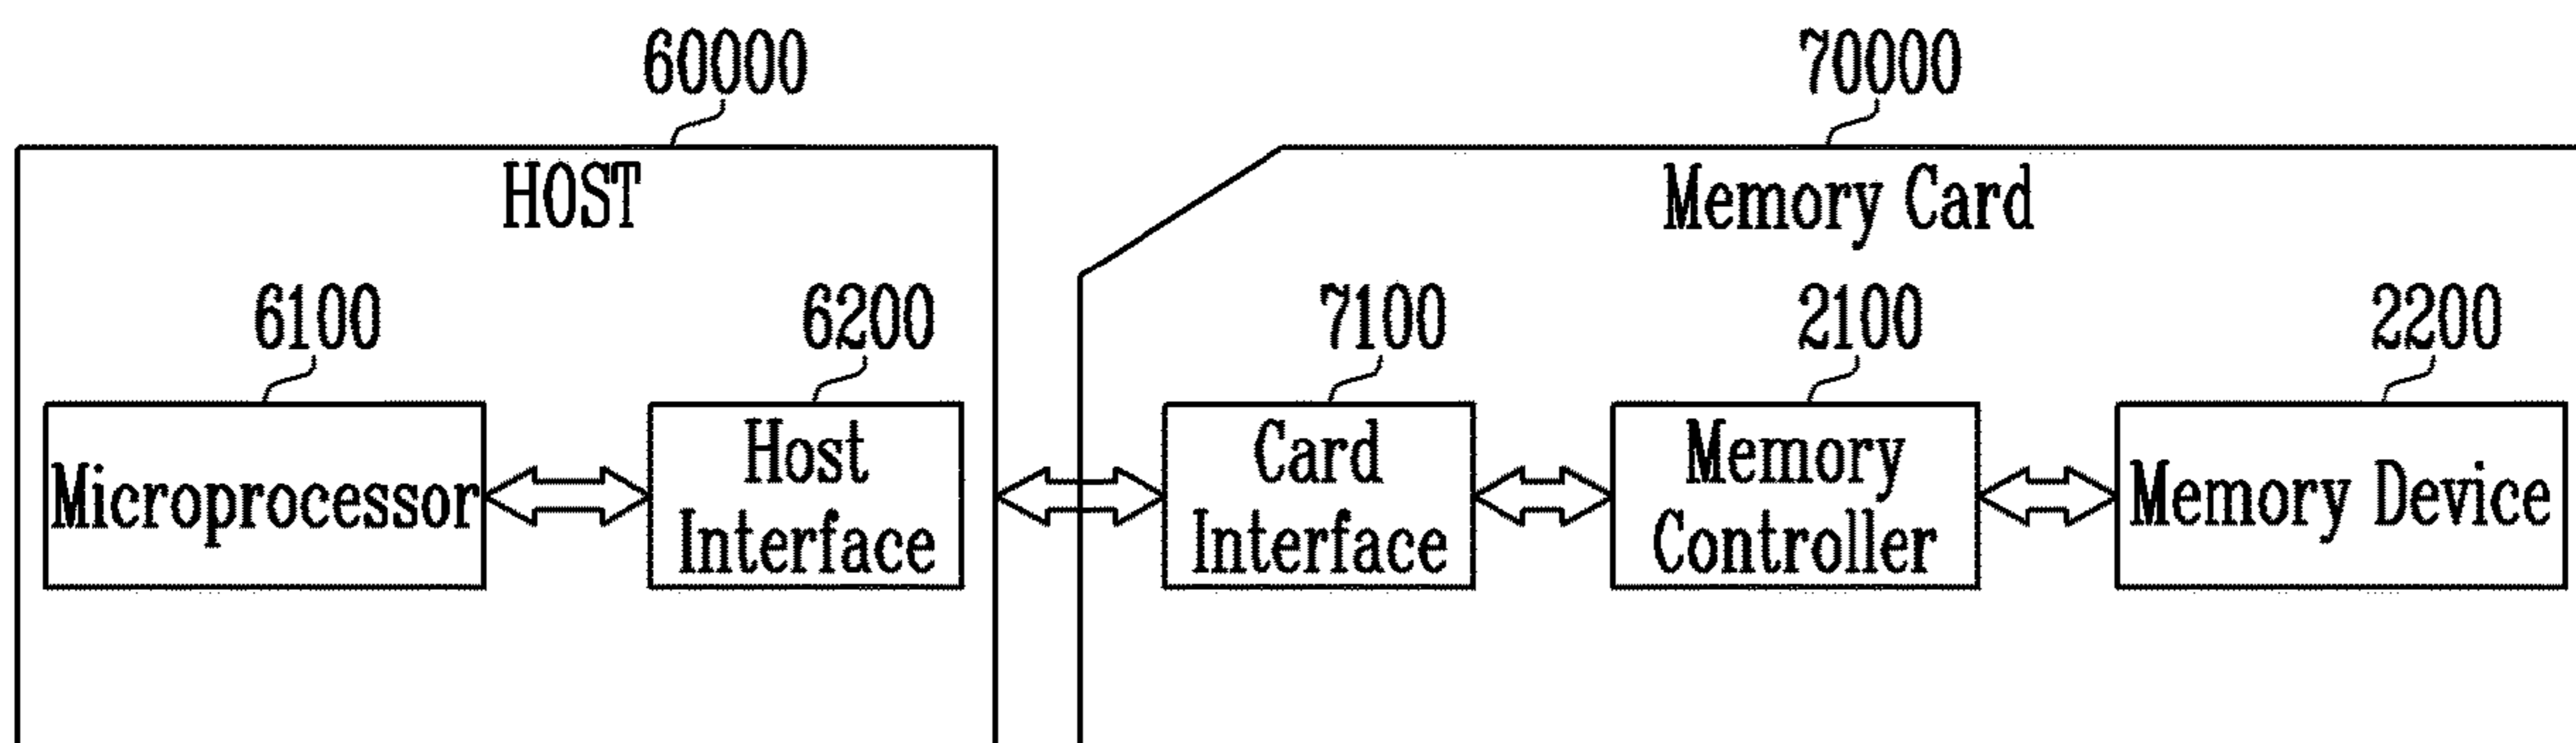 60000
70000
HOST
Memory Card
6100
6200
7100
2100
2200
Microprocessor
Host
Interface
Card
Interface
Memory
Controller
Memory Device